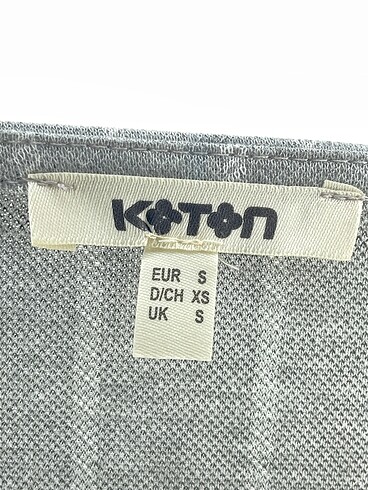 KOTON
EUR S
D/CH XS
UK S